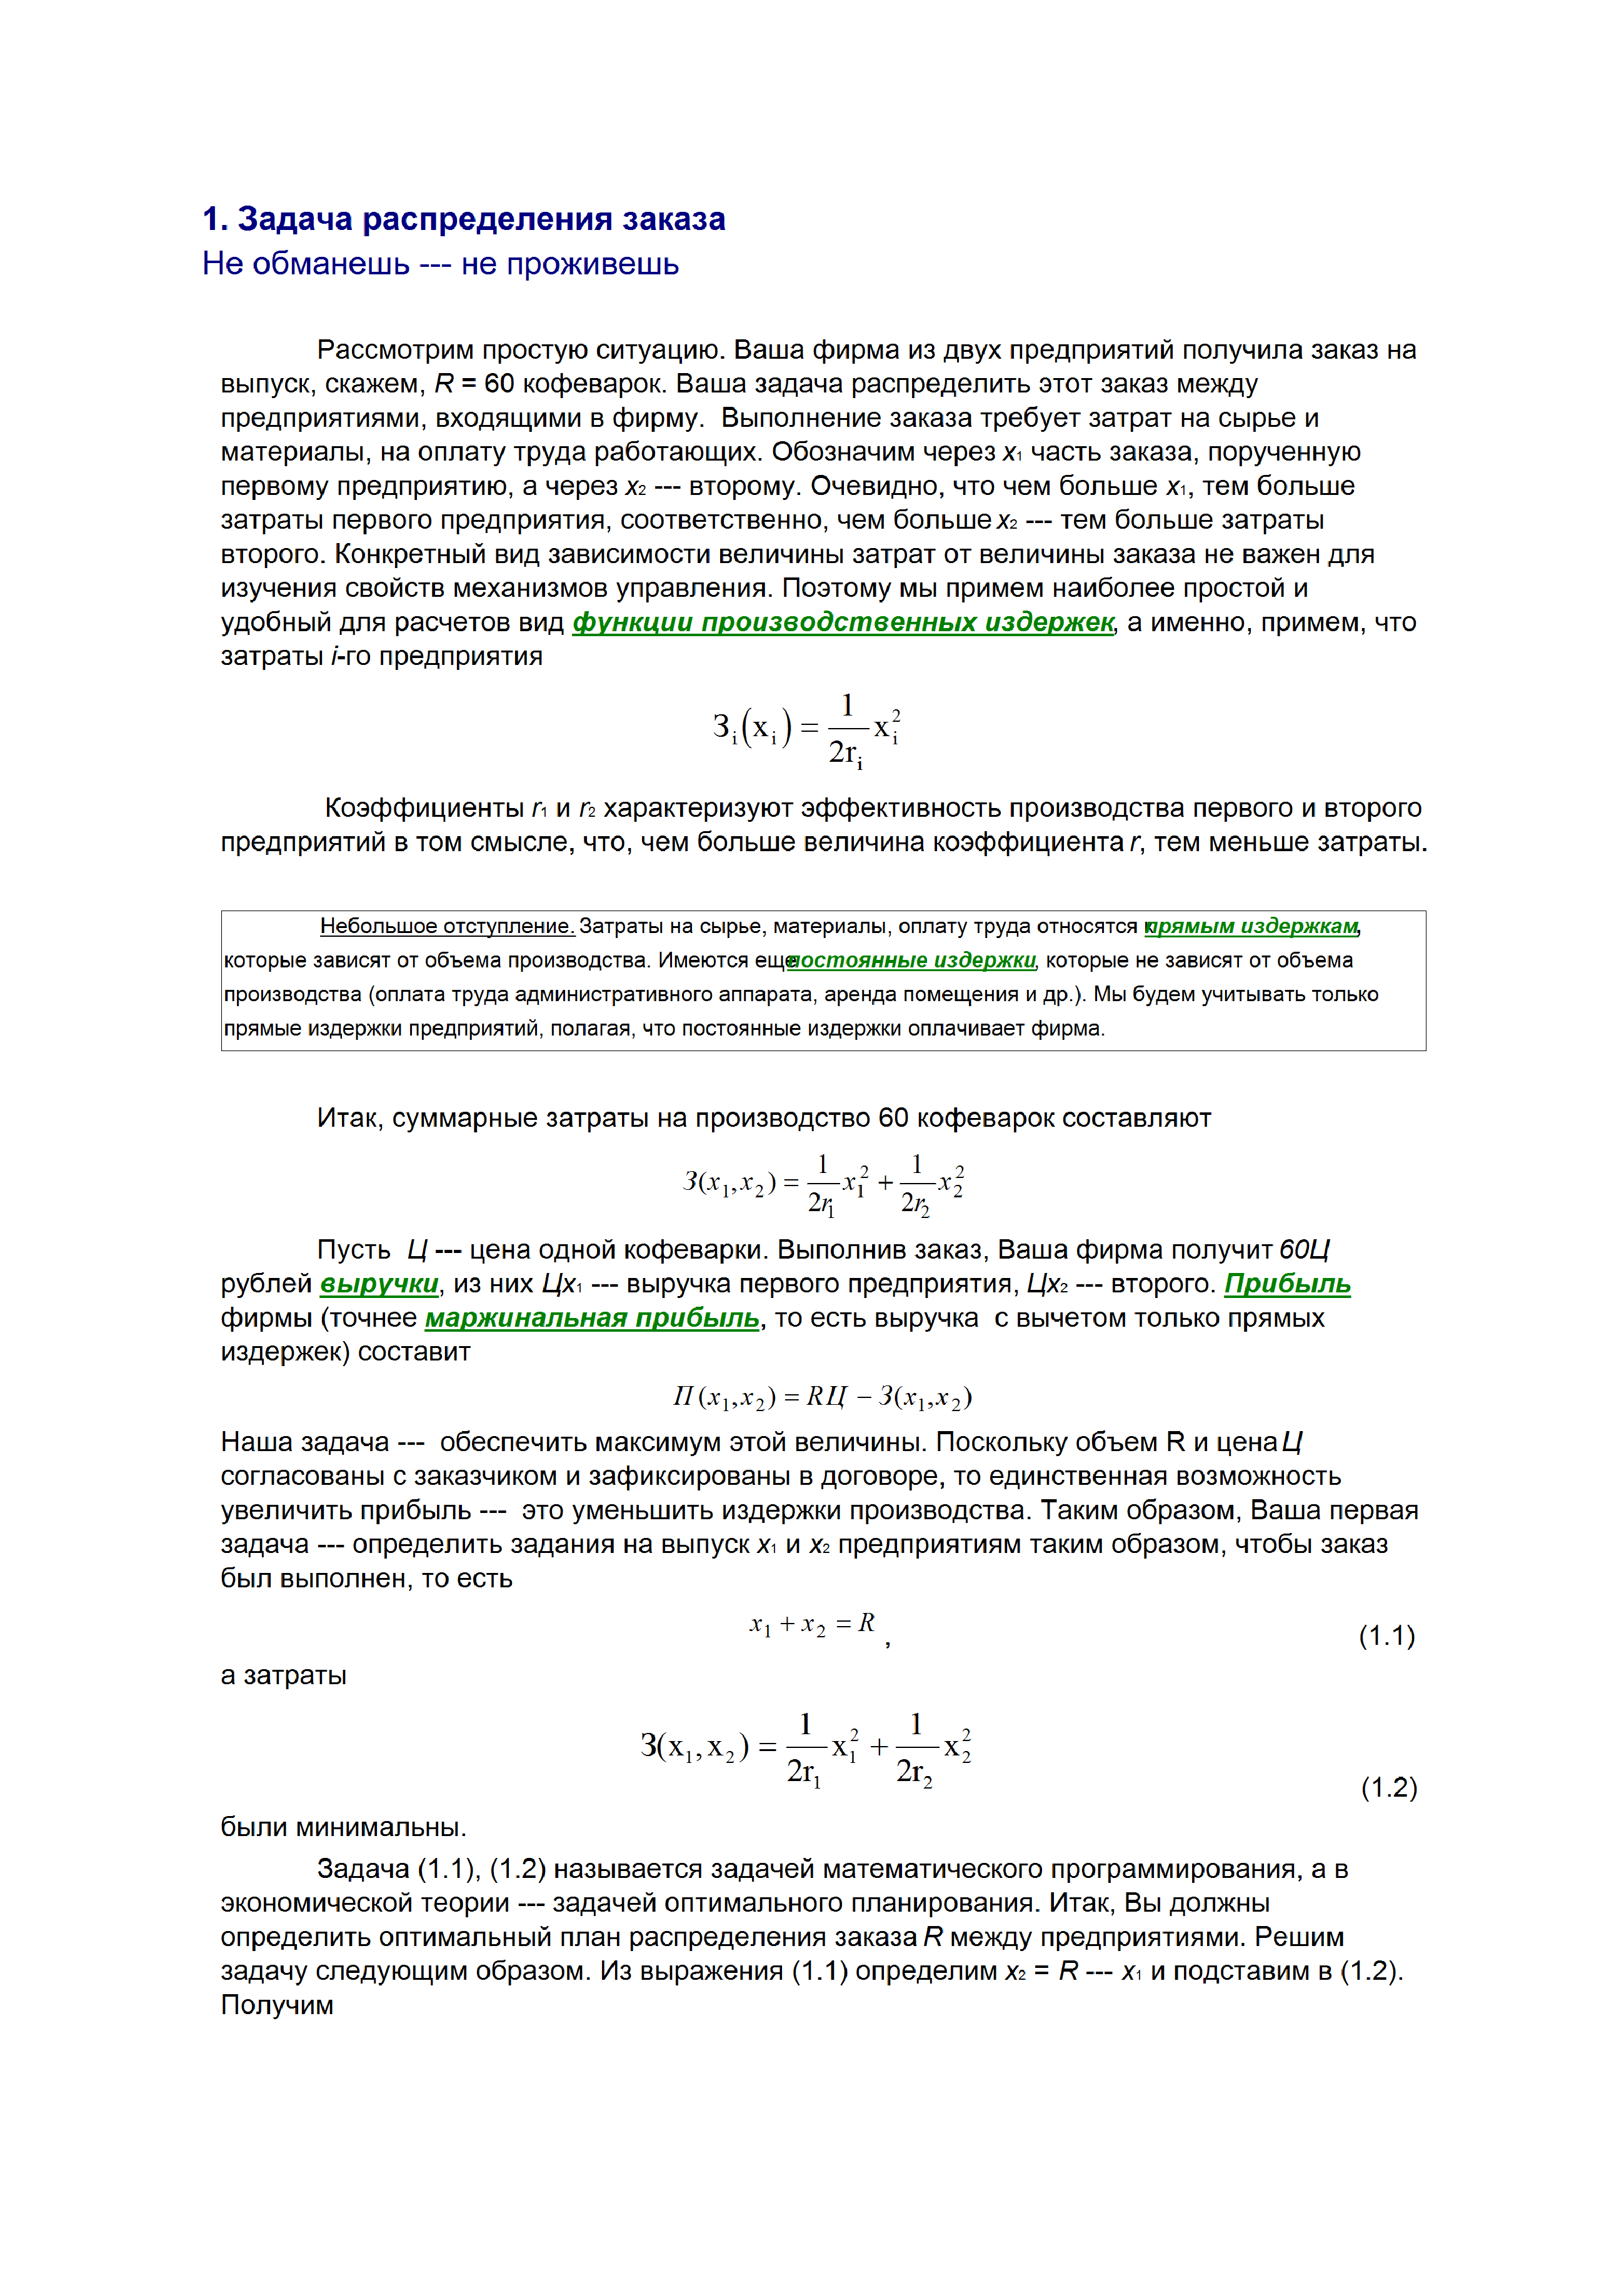 1. Задача распределения заказа
Не обманешь --- не проживешь
Рассмотрим простую ситуацию. Ваша фирма из двух предприятий получила заказ на
выпуск, скажем, R = 60 кофеварок. Ваша задача распределить этот заказ между
предприятиями, входящими в фирму. Выполнение заказа требует затрат на сырье и
материалы, на оплату труда работающих. Обозначим через x₁ часть заказа, порученную
первому предприятию, а через x₂ --- второму. Очевидно, что чем больше x₁, тем больше
затраты первого предприятия, соответственно, чем больше x₂ --- тем больше затраты
второго. Конкретный вид зависимости величины затрат от величины заказа не важен для
изучения свойств механизмов управления. Поэтому мы примем наиболее простой и
удобный для расчетов вид функции производственных издержек, а именно, примем, что
затраты i-го предприятия
З_i(x_i) = \frac{1}{2r_i} x_i^2
Коэффициенты r₁ и r₂ характеризуют эффективность производства первого и второго
предприятий в том смысле, что, чем больше величина коэффициента r, тем меньше затраты.
Небольшое отступление. Затраты на сырье, материалы, оплату труда относятся к прямым издержкам,
которые зависят от объема производства. Имеются еще постоянные издержки, которые не зависят от объема
производства (оплата труда административного аппарата, аренда помещения и др.). Мы будем учитывать только
прямые издержки предприятий, полагая, что постоянные издержки оплачивает фирма.
Итак, суммарные затраты на производство 60 кофеварок составляют
З(x_1, x_2) = \frac{1}{2r_1} x_1^2 + \frac{1}{2r_2} x_2^2
Пусть Ц --- цена одной кофеварки. Выполнив заказ, Ваша фирма получит 60Ц
рублей выручки, из них Цx₁ --- выручка первого предприятия, Цx₂ --- второго. Прибыль
фирмы (точнее маржинальная прибыль, то есть выручка с вычетом только прямых
издержек) составит
П(x_1, x_2) = RЦ − З(x_1, x_2)
Наша задача --- обеспечить максимум этой величины. Поскольку объем R и цена Ц
согласованы с заказчиком и зафиксированы в договоре, то единственная возможность
увеличить прибыль --- это уменьшить издержки производства. Таким образом, Ваша первая
задача --- определить задания на выпуск x₁ и x₂ предприятиям таким образом, чтобы заказ
был выполнен, то есть
x_1 + x_2 = R , (1.1)
а затраты
З(x_1, x_2) = \frac{1}{2r_1} x_1^2 + \frac{1}{2r_2} x_2^2 (1.2)
были минимальны.
Задача (1.1), (1.2) называется задачей математического программирования, а в
экономической теории --- задачей оптимального планирования. Итак, Вы должны
определить оптимальный план распределения заказа R между предприятиями. Решим
задачу следующим образом. Из выражения (1.1) определим x₂ = R --- x₁ и подставим в (1.2).
Получим